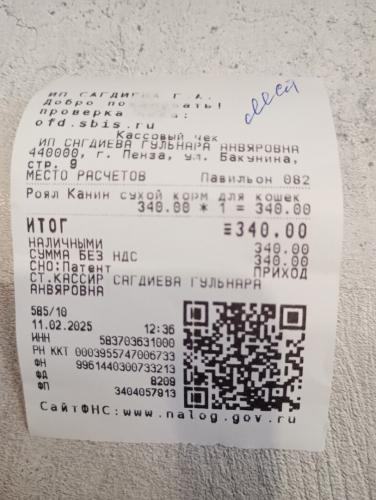 ИП САГДИЕВА Г. А.
Добро пожаловать!
проверка чека:
ofd.sbis.ru
Кассовый чек
ИП САГДИЕВА ГУЛЬНАРА АНВЯРОВНА
440000, г. Пенза, ул. Бакунина,
стр. 9
МЕСТО РАСЧЕТОВ Павильон 082
Роял Канин сухой корм для кошек
340.00 * 1 = 340.00
ИТОГ =340.00
НАЛИЧНЫМИ 340.00
СУММА БЕЗ НДС 340.00
СНО:Патент ПРИХОД
СТ.КАССИР САГДИЕВА ГУЛЬНАРА
АНВЯРОВНА
585/10
11.02.2025 12:36
ИНН 583703631000
РН ККТ 0003955747006733
ФН 9961440300733213
ФД 8209
ФП 3404057913
СайтФНС:www.nalog.gov.ru